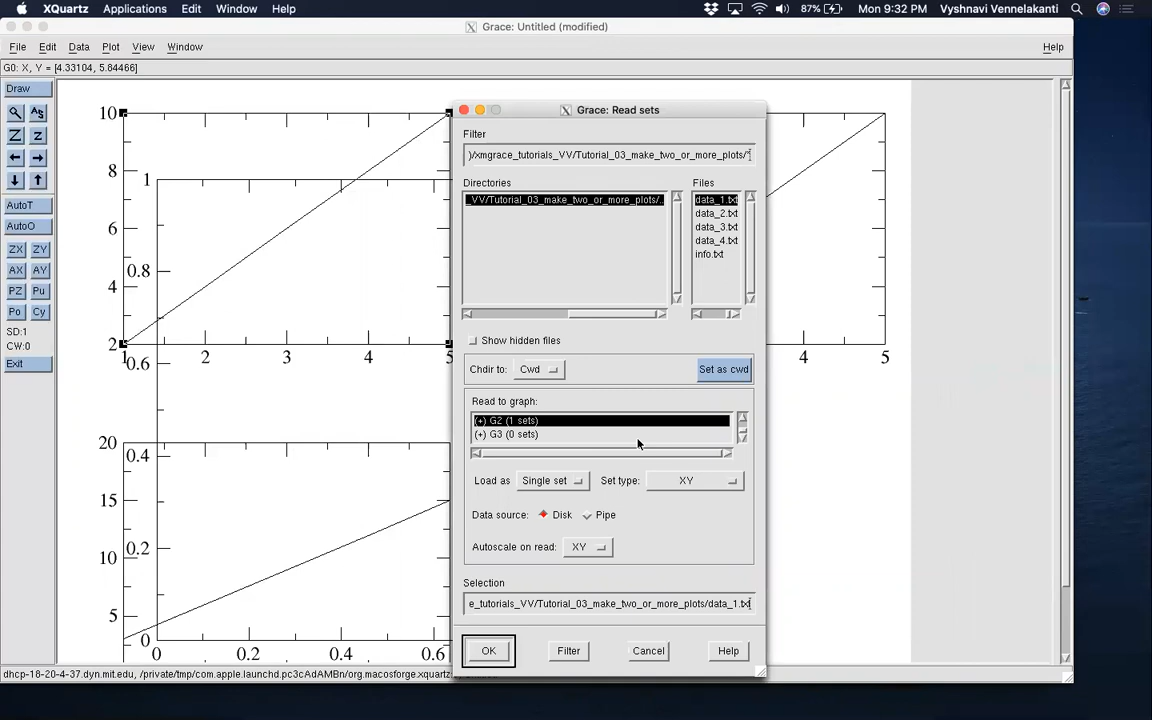 XQuartz Applications Edit Window Help 87% Mon 9:32 PM Vyshnavi Vennelakanti
Grace: Untitled (modified)
File Edit Data Plot View Window Help
G0: X, Y = [4.33104, 5.84466]
Draw
Z z
AutoT
AutoO
ZX ZY
AX AY
PZ Pu
Po Cy
SD:1
CW:0
Exit
10
8
6
4
2
1 2 3 4 5
1
0.8
0.6
0.4
0.2
0
0 0.2 0.4 0.6
20
15
10
5
4 5
Grace: Read sets
Filter
)/xmgrace_tutorials_VV/Tutorial_03_make_two_or_more_plots/*
Directories Files
_VV/Tutorial_03_make_two_or_more_plots/..
data_1.txt
data_2.txt
data_3.txt
data_4.txt
info.txt
Show hidden files
Chdir to: Cwd Set as cwd
Read to graph:
(+) G2 (1 sets)
(+) G3 (0 sets)
Load as Single set Set type: XY
Data source: Disk Pipe
Autoscale on read: XY
Selection
e_tutorials_VV/Tutorial_03_make_two_or_more_plots/data_1.txt
OK Filter Cancel Help
dhcp-18-20-4-37.dyn.mit.edu, /private/tmp/com.apple.launchd.pc3cAdAMBn/org.macosforge.xquartz